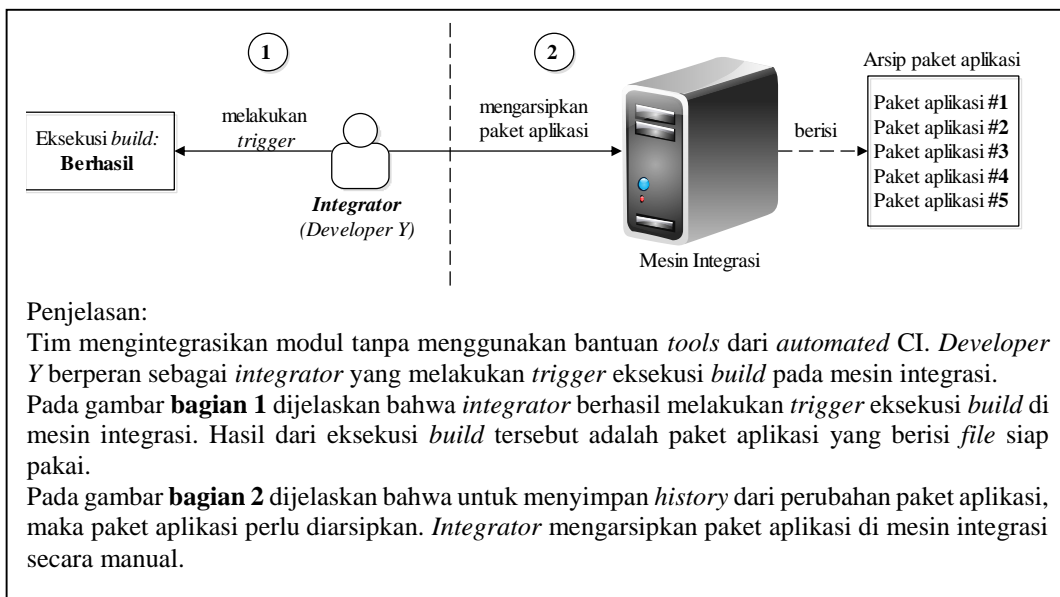 1
2
Arsip paket aplikasi
Eksekusi build:
Berhasil
melakukan
trigger
mengarsipkan
paket aplikasi
berisi
Paket aplikasi #1
Paket aplikasi #2
Paket aplikasi #3
Paket aplikasi #4
Paket aplikasi #5
Integrator
(Developer Y)
Mesin Integrasi
Penjelasan:
Tim mengintegrasikan modul tanpa menggunakan bantuan tools dari automated CI. Developer
Y berperan sebagai integrator yang melakukan trigger eksekusi build pada mesin integrasi.
Pada gambar bagian 1 dijelaskan bahwa integrator berhasil melakukan trigger eksekusi build di
mesin integrasi. Hasil dari eksekusi build tersebut adalah paket aplikasi yang berisi file siap
pakai.
Pada gambar bagian 2 dijelaskan bahwa untuk menyimpan history dari perubahan paket aplikasi,
maka paket aplikasi perlu diarsipkan. Integrator mengarsipkan paket aplikasi di mesin integrasi
secara manual.